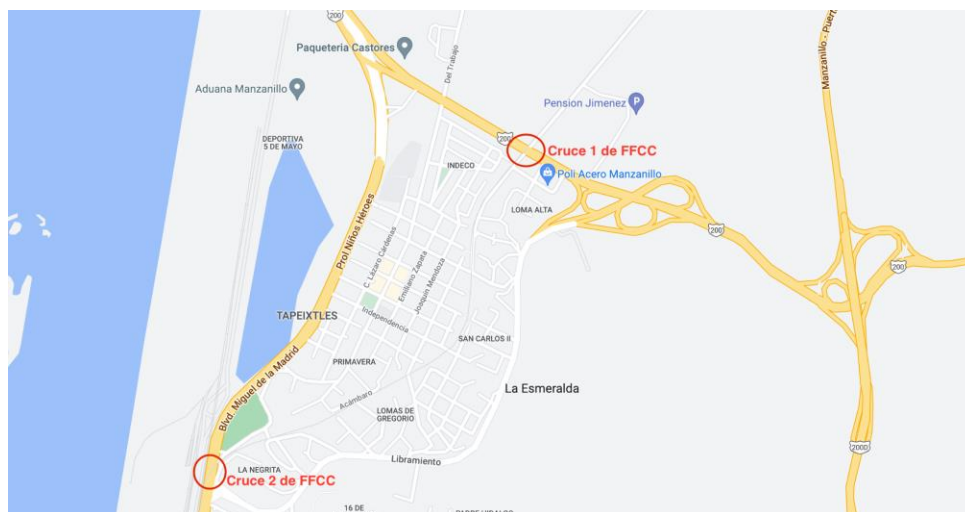 200
200
Paqueteria Castores
Del Trabajo
Manzanillo - Puert
Aduana Manzanillo
Pension Jimenez
P
DEPORTIVA
5 DE MAYO
200
Cruce 1 de FFCC
INDECO
Poli Acero Manzanillo
LOMA ALTA
Prol Niños Héroes
C. Lázaro Cárdenas
Emiliano Zapata
Joaquín Mendoza
200
200
Independencia
TAPEIXTLES
SAN CARLOS II
PRIMAVERA
Blvd. Miguel de la Madrid
Acámbaro
La Esmeralda
LOMAS DE
GREGORIO
200D
Libramiento
LA NEGRITA
Cruce 2 de FFCC
16 DE